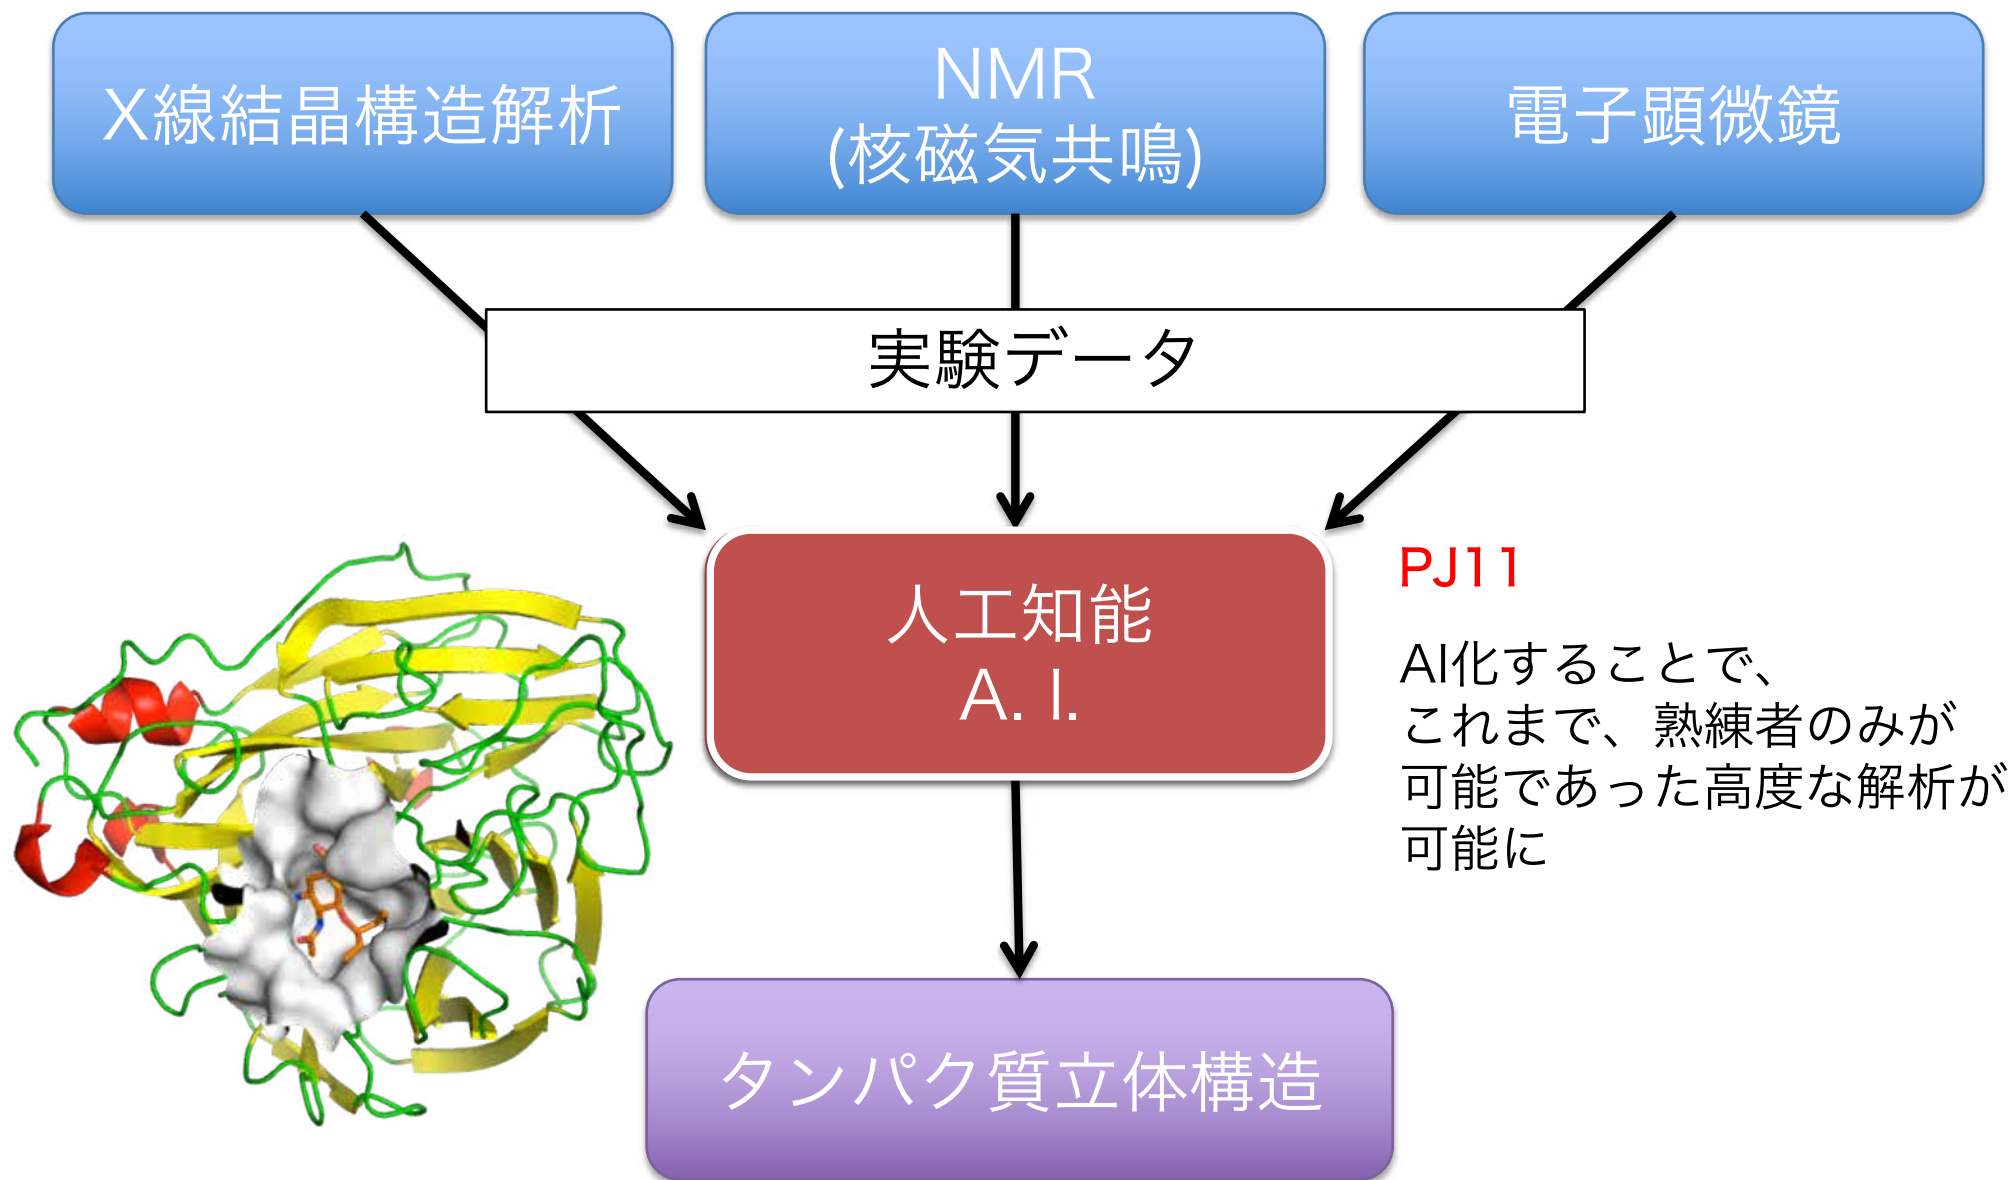 X線結晶構造解析
NMR
(核磁気共鳴)
電子顕微鏡
実験データ
人工知能
A. I.
PJ11
AI化することで、
これまで、熟練者のみが
可能であった高度な解析が
可能に
タンパク質立体構造